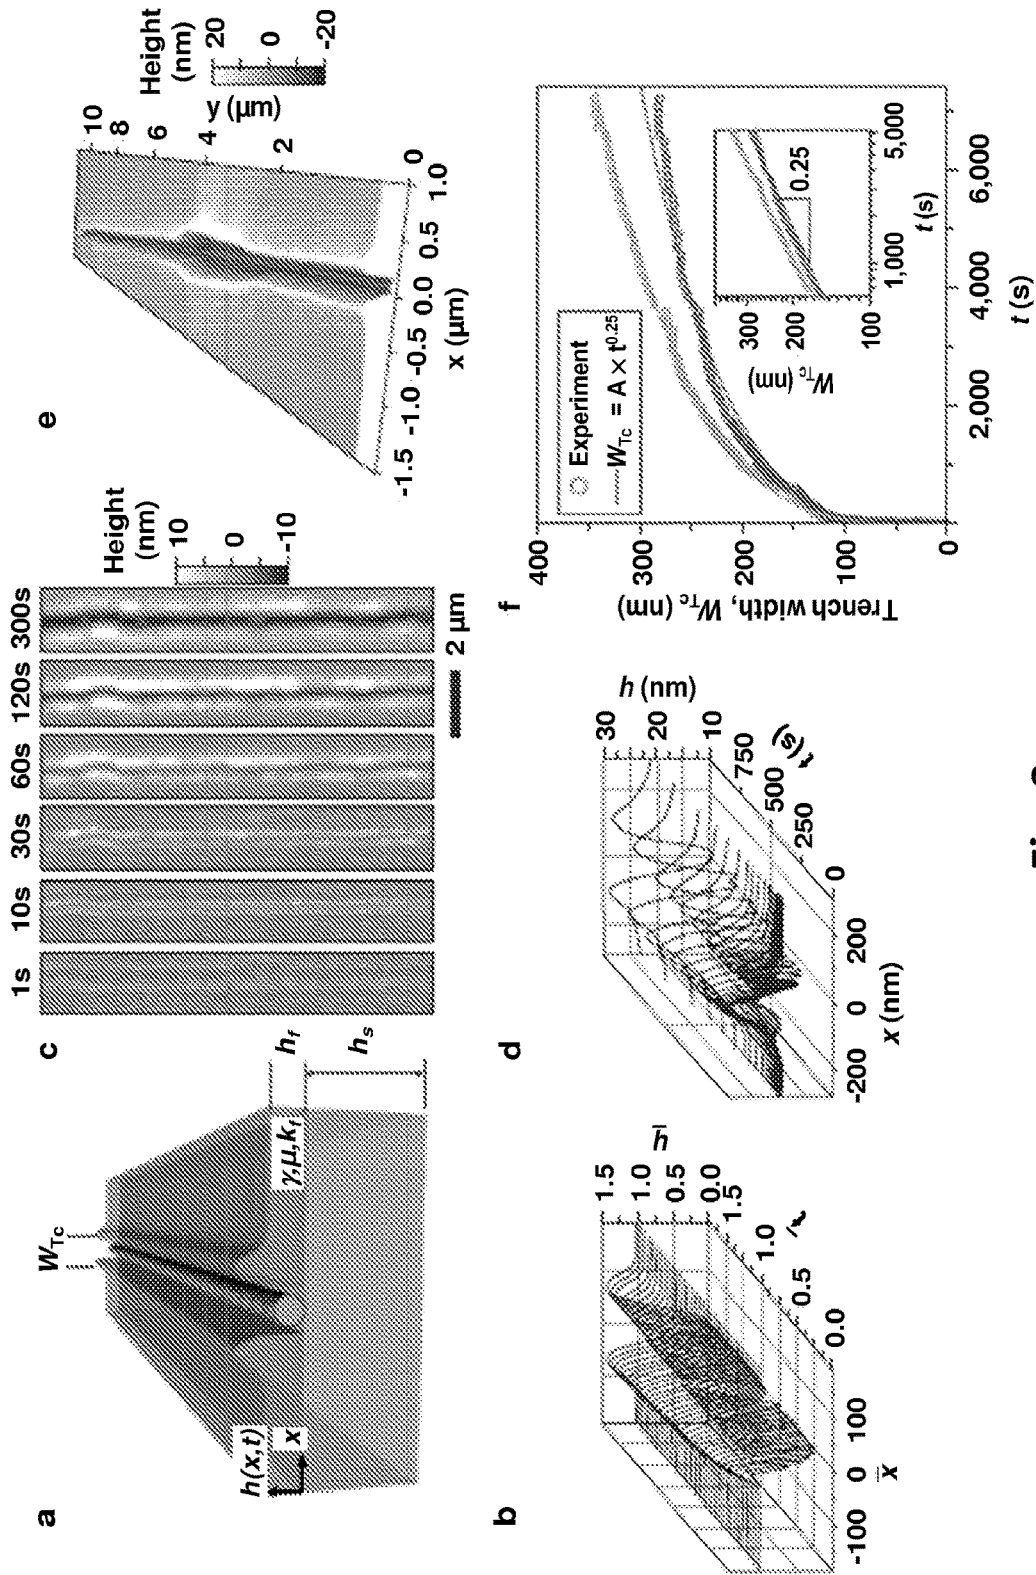 a
W_Tc
h(x,t)
x
γ,μ,k_f
h_f
h_s
b
1.5
1.0
0.5
0.0
h̄
1.5
1.0
0.5
0.0
-100
0
100
x̄
c
1s
10s
30s
60s
120s
300s
Height
(nm)
10
0
-10
2 μm
d
30
20
10
h (nm)
750
500
250
0
t(s)
-200
0
200
x (nm)
e
Height
(nm)
20
0
-20
10
8
6
4
2
0
Y (μm)
-1.5
-1.0
-0.5
0.0
0.5
1.0
x (μm)
f
400
300
200
100
0
Trench width, W_Tc (nm)
Experiment
W_Tc = A × t^0.25
W_Tc
(nm)
300
200
100
0.25
1,000
5,000
t (s)
2,000
4,000
6,000
t (s)